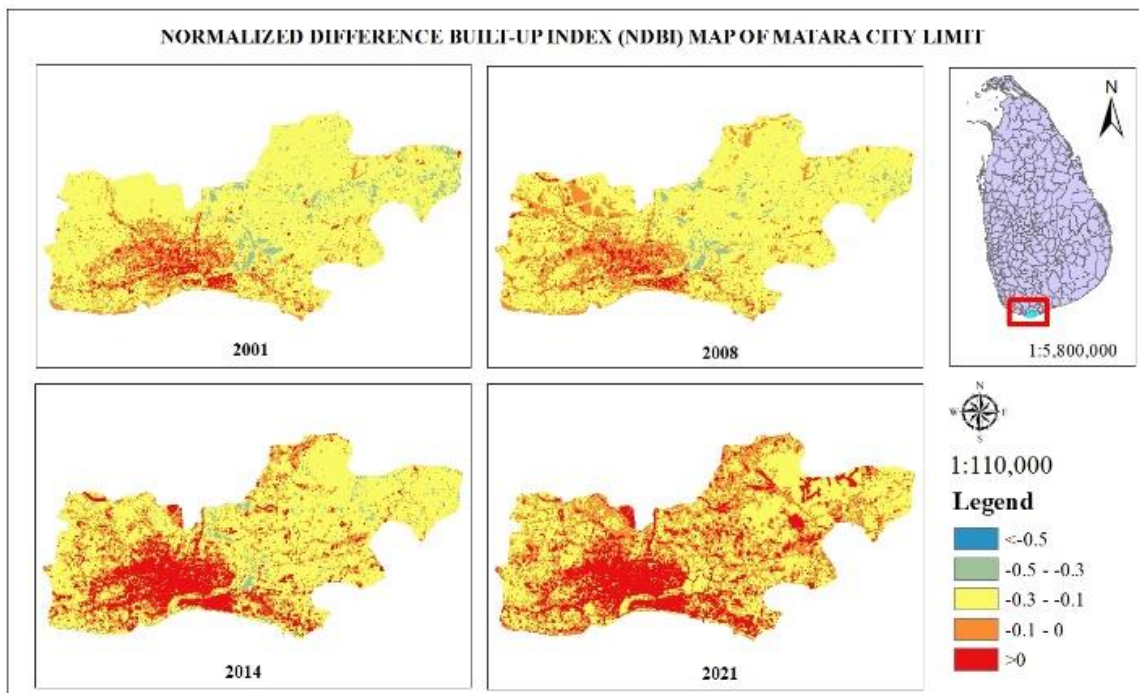 NORMALIZED DIFFERENCE BUILT-UP INDEX (NDBI) MAP OF MATARA CITY LIMIT
2001
2008
N
1:5,800,000
2014
2021
N
W E
S
1:110,000
Legend
<-0.5
-0.5 - -0.3
-0.3 - -0.1
-0.1 - 0
>0